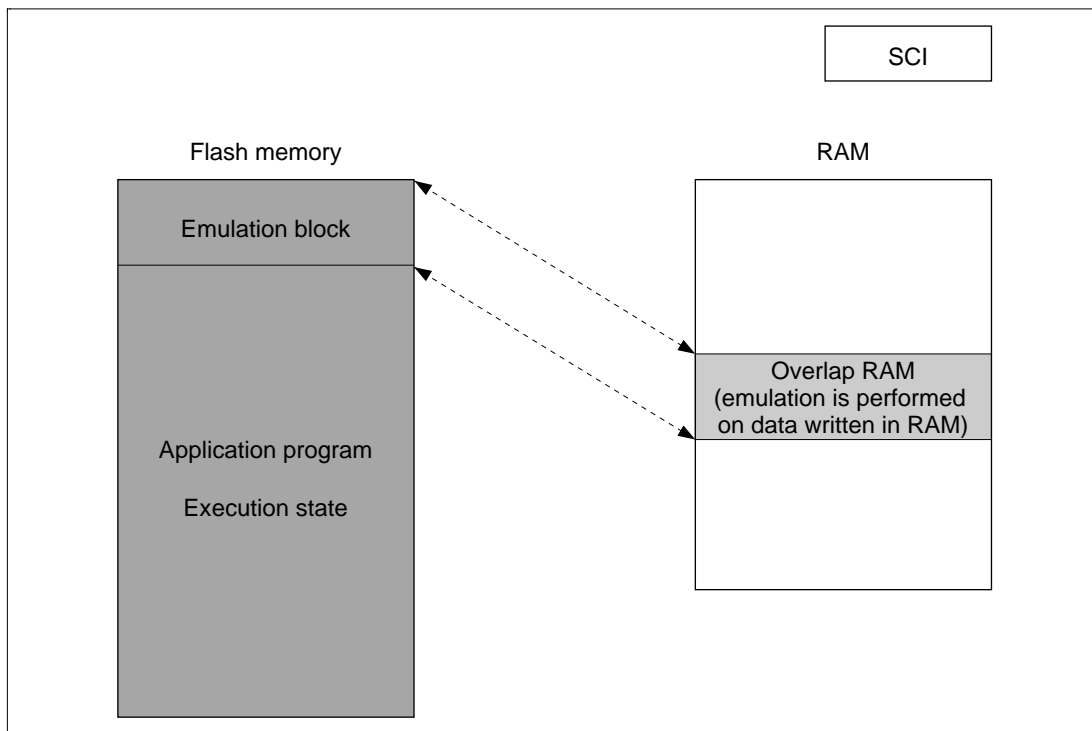 SCI
Flash memory
RAM
Emulation block
Overlap RAM
(emulation is performed
on data written in RAM)
Application program
Execution state